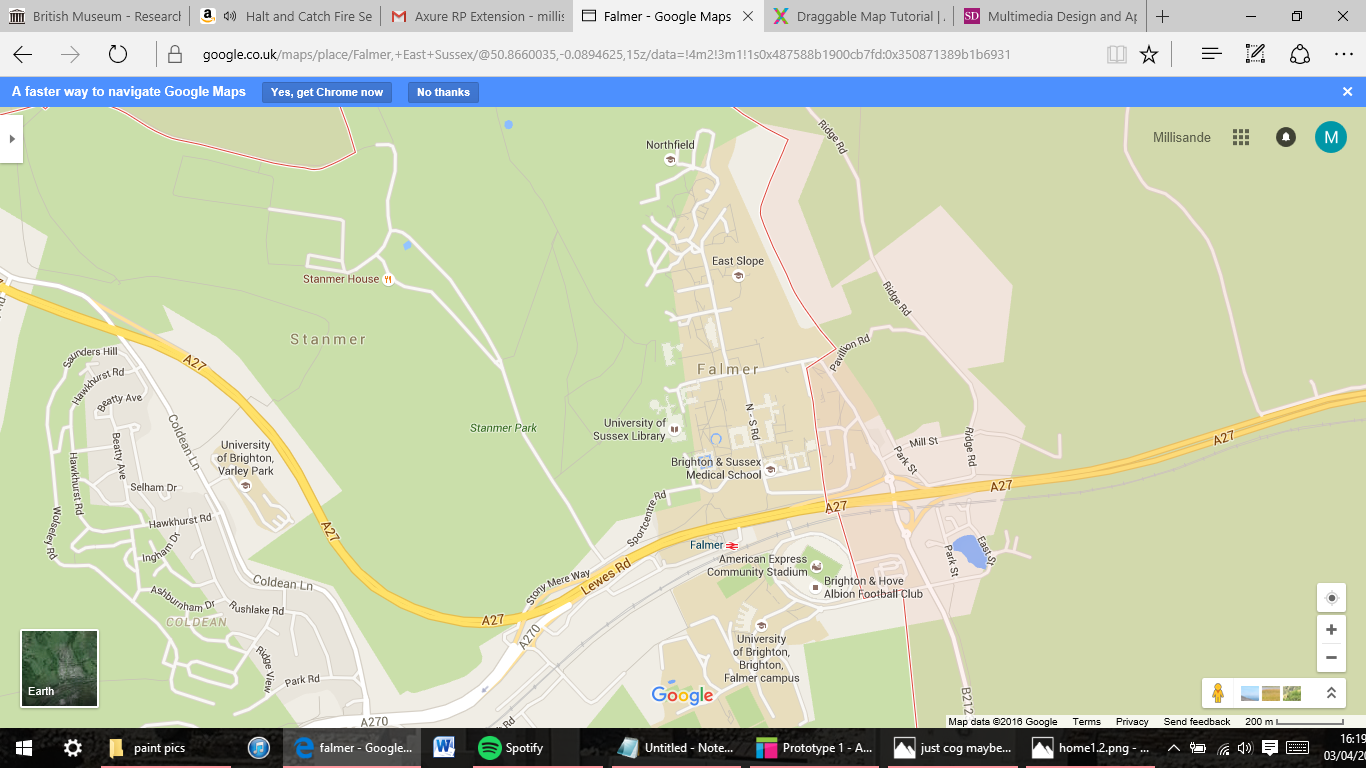 British Museum - Research
Halt and Catch Fire Se
Axure RP Extension - millis
Falmer - Google Maps
Draggable Map Tutorial | J
SD
Multimedia Design and Ap
google.co.uk/maps/place/Falmer,+East+Sussex/@50.8660035,-0.0894625,15z/data=!4m2!3m1!1s0x487588b1900cb7fd:0x350871389b1b6931
A faster way to navigate Google Maps
Yes, get Chrome now
No thanks
Millisande
M
Northfield
Ridge Rd
East Slope
Stanmer House
Ridge Rd
Stanmer
A27
Saunders Hill
Hawkhurst Rd
Beatty Ave
Pavillion Rd
Falmer
N - S Rd
Coldean Ln
Stanmer Park
University of
Sussex Library
University
of Brighton,
Varley Park
Beatty Ave
Hawkhurst Rd
Mill St
Ridge Rd
Park St
A27
Brighton & Sussex
Medical School
Selham Dr
A27
Wolseley Rd
Hawkhurst Rd
Ingham Dr
A27
Sportcentre Rd
A27
Falmer
American Express
Community Stadium
Park St
East St
Brighton & Hove
Albion Football Club
Stony Mere Way
Lewes Rd
Coldean Ln
Ashburnham Dr
Rushlake Rd
COLDEAN
A27
A270
University
of Brighton,
Brighton,
Falmer campus
Ridge View
Park Rd
Earth
Google
B212
A270
Rd
Map data ©2016 Google
Terms
Privacy
Send feedback
200 m
paint pics
falmer - Google...
Spotify
Untitled - Note...
Prototype 1 - A...
just cog maybe...
home1.2.png - ...
16:19
03/04/20